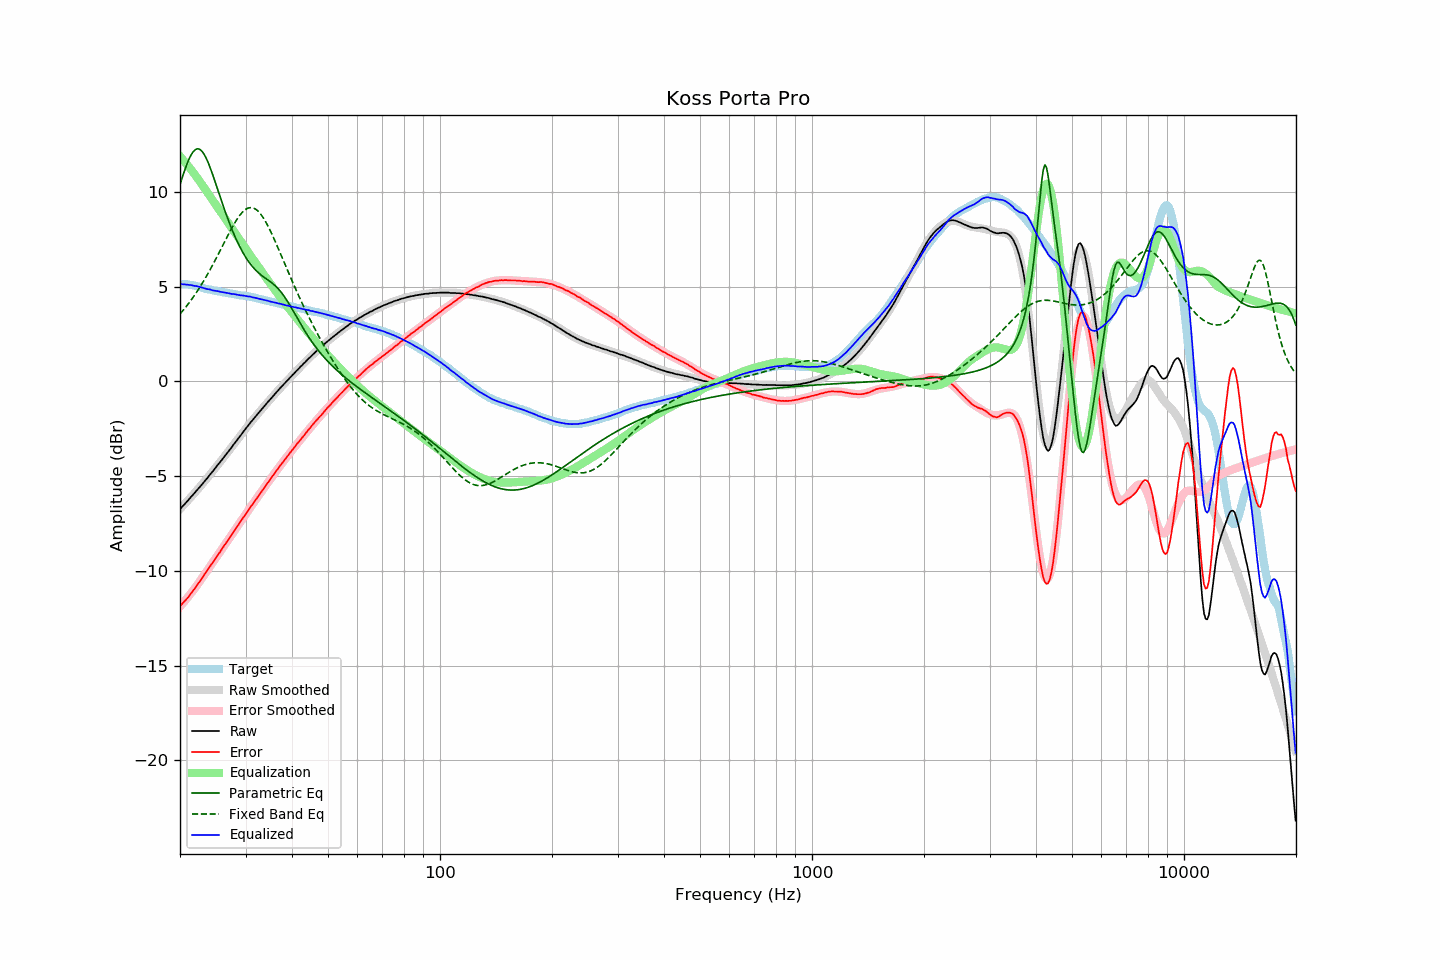 Koss Porta Pro
Amplitude (dBr)
10
5
0
−5
−10
−15
−20
Target
Raw Smoothed
Error Smoothed
Raw
Error
Equalization
Parametric Eq
Fixed Band Eq
Equalized
100
1000
10000
Frequency (Hz)